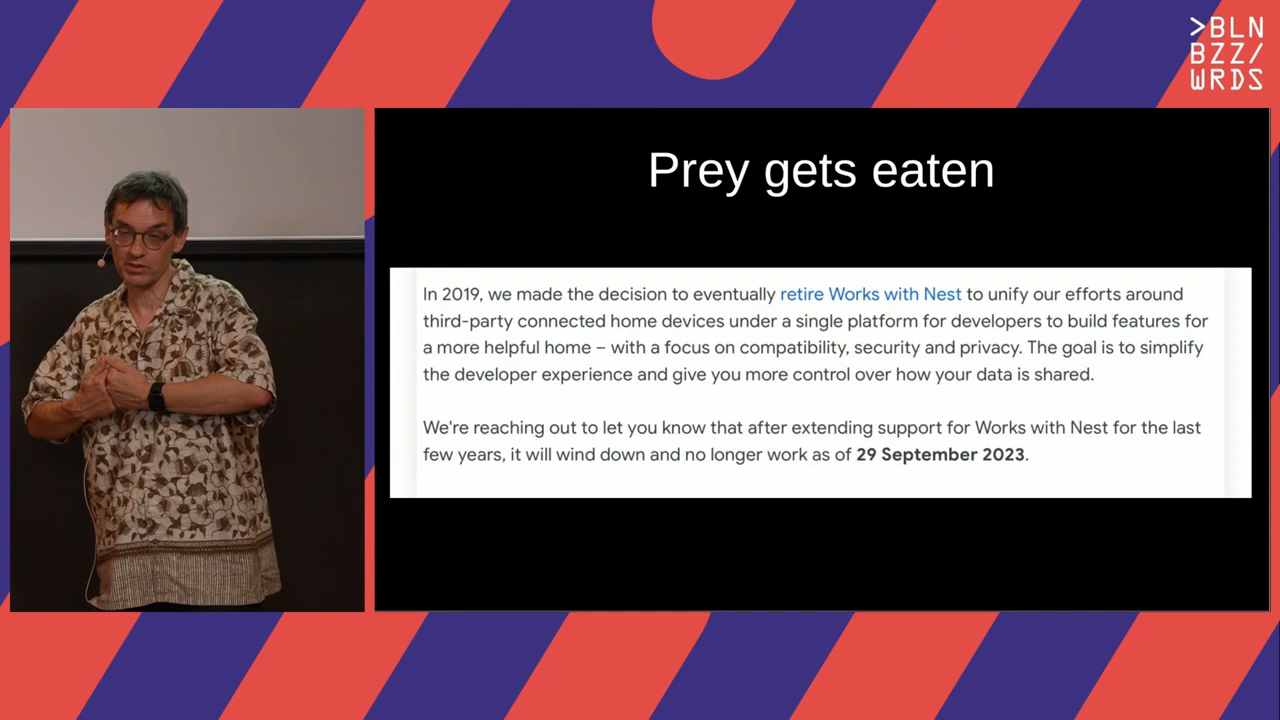 >BLN
BZZ/
WRDS
Prey gets eaten
In 2019, we made the decision to eventually retire Works with Nest to unify our efforts around
third-party connected home devices under a single platform for developers to build features for
a more helpful home – with a focus on compatibility, security and privacy. The goal is to simplify
the developer experience and give you more control over how your data is shared.
We're reaching out to let you know that after extending support for Works with Nest for the last
few years, it will wind down and no longer work as of 29 September 2023.